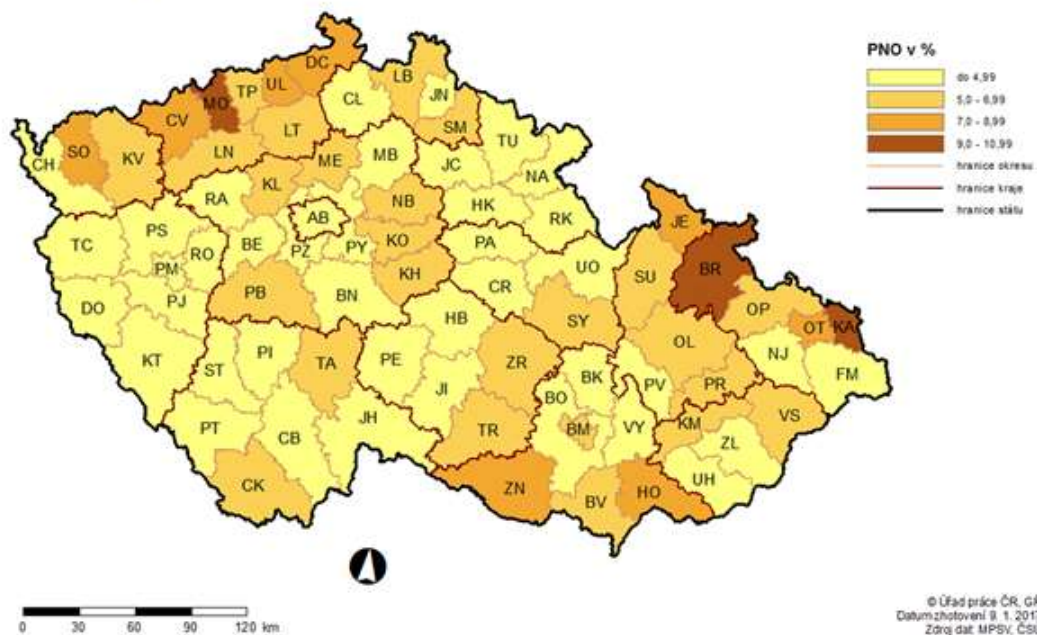 DC
LB
UL
JN
TP
MO
CL
CV
LT
SM
TU
SO
LN
ME
MB
JC
CH
KV
NA
KL
RA
NB
HK
AB
RK
JE
PS
BE
KO
PA
TC
RO
PZ
PY
UO
BR
PM
KH
SU
CR
DO
PJ
PB
BN
OP
HB
SY
OT
KA
KT
PI
TA
PE
ZR
OL
NJ
ST
JI
BK
PV
PR
FM
BO
VS
PT
JH
TR
BM
VY
KM
CB
ZL
UH
CK
ZN
BV
HO
PNO v %
do 4,99
5,0 - 6,99
7,0 - 8,99
9,0 - 10,99
hranice okresu
hranice kraje
hranice státu
0 30 60 90 120 km
© Úřad práce ČR, GŘ
Datum zhotovení 9. 1. 2017
Zdroj dat: MPSV, ČSÚ